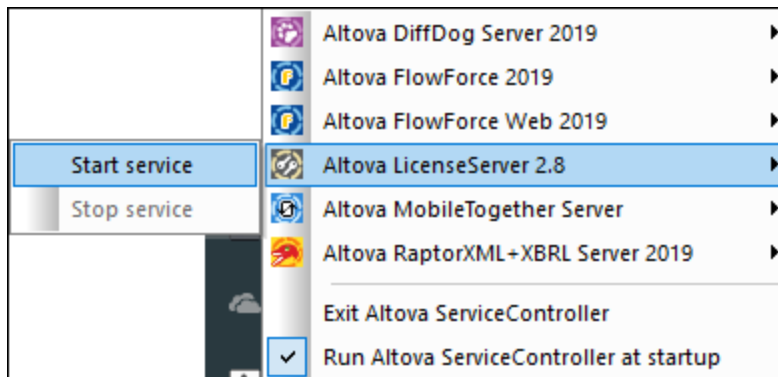 Altova DiffDog Server 2019
Altova FlowForce 2019
Altova FlowForce Web 2019
Start service
Altova LicenseServer 2.8
Stop service
Altova MobileTogether Server
Altova RaptorXML+XBRL Server 2019
Exit Altova ServiceController
Run Altova ServiceController at startup